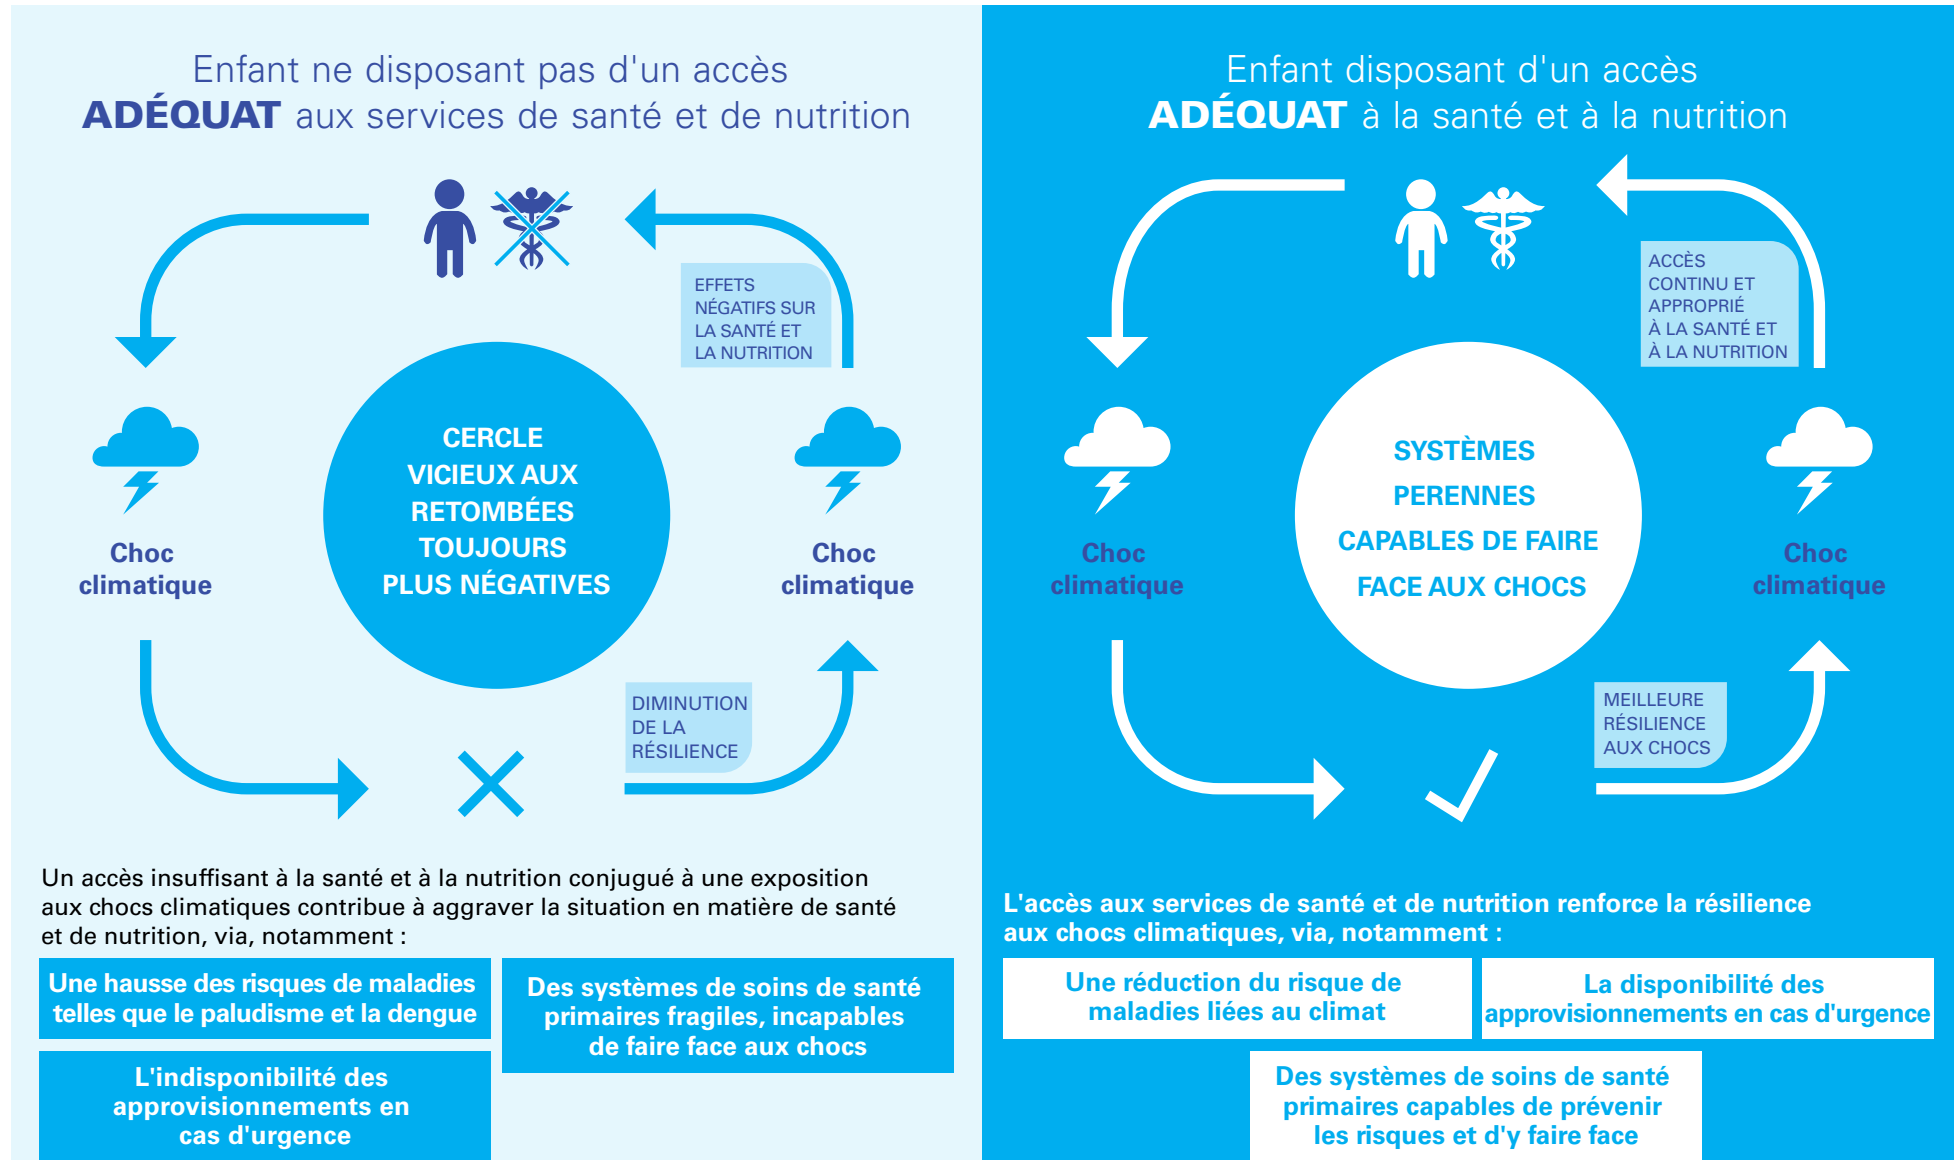 Enfant ne disposant pas d'un accès
ADÉQUAT aux services de santé et de nutrition
EFFETS
NÉGATIFS SUR
LA SANTÉ ET
LA NUTRITION
CERCLE
VICIEUX AUX
RETOMBÉES
TOUJOURS
PLUS NÉGATIVES
Choc
climatique
Choc
climatique
DIMINUTION
DE LA
RÉSILIENCE
Un accès insuffisant à la santé et à la nutrition conjugué à une exposition
aux chocs climatiques contribue à aggraver la situation en matière de santé
et de nutrition, via, notamment :
Une hausse des risques de maladies
telles que le paludisme et la dengue
Des systèmes de soins de santé
primaires fragiles, incapables
de faire face aux chocs
L'indisponibilité des
approvisionnements en
cas d'urgence
Enfant disposant d'un accès
ADÉQUAT à la santé et à la nutrition
ACCÈS
CONTINU ET
APPROPRIÉ
À LA SANTÉ ET
À LA NUTRITION
SYSTÈMES
PERENNES
CAPABLES DE FAIRE
FACE AUX CHOCS
Choc
climatique
Choc
climatique
MEILLEURE
RÉSILIENCE
AUX CHOCS
L'accès aux services de santé et de nutrition renforce la résilience
aux chocs climatiques, via, notamment :
Une réduction du risque de
maladies liées au climat
La disponibilité des
approvisionnements en cas d'urgence
Des systèmes de soins de santé
primaires capables de prévenir
les risques et d'y faire face